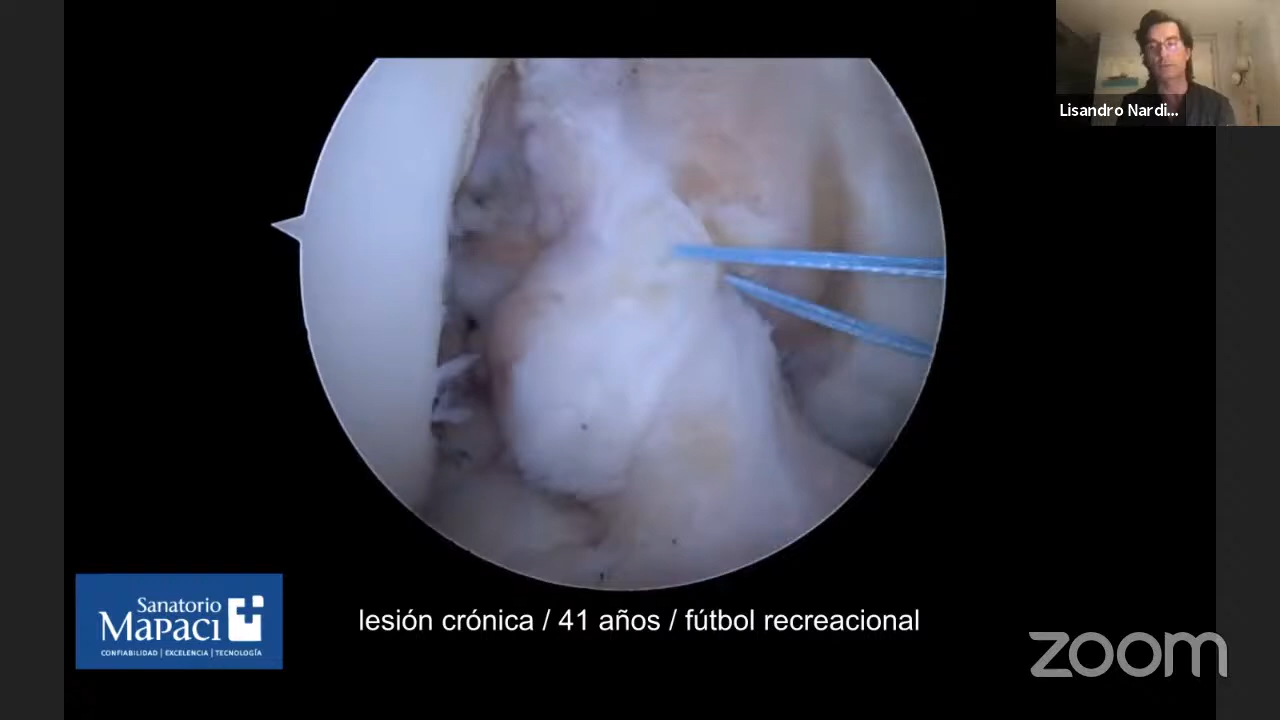 Lisandro Nardi...
Sanatorio
MAPACI
CONFIABILIDAD | EXCELENCIA | TECNOLOGÍA
lesión crónica / 41 años / fútbol recreacional
zoom